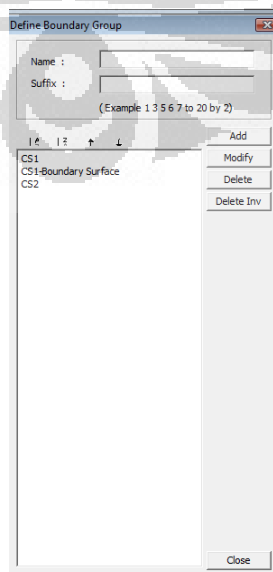 Define Boundary Group
Name :
Suffix :
( Example 1 3 5 6 7 to 20 by 2)
Add
CS1
Modify
CS1-Boundary Surface
CS2
Delete
Delete Inv
Close